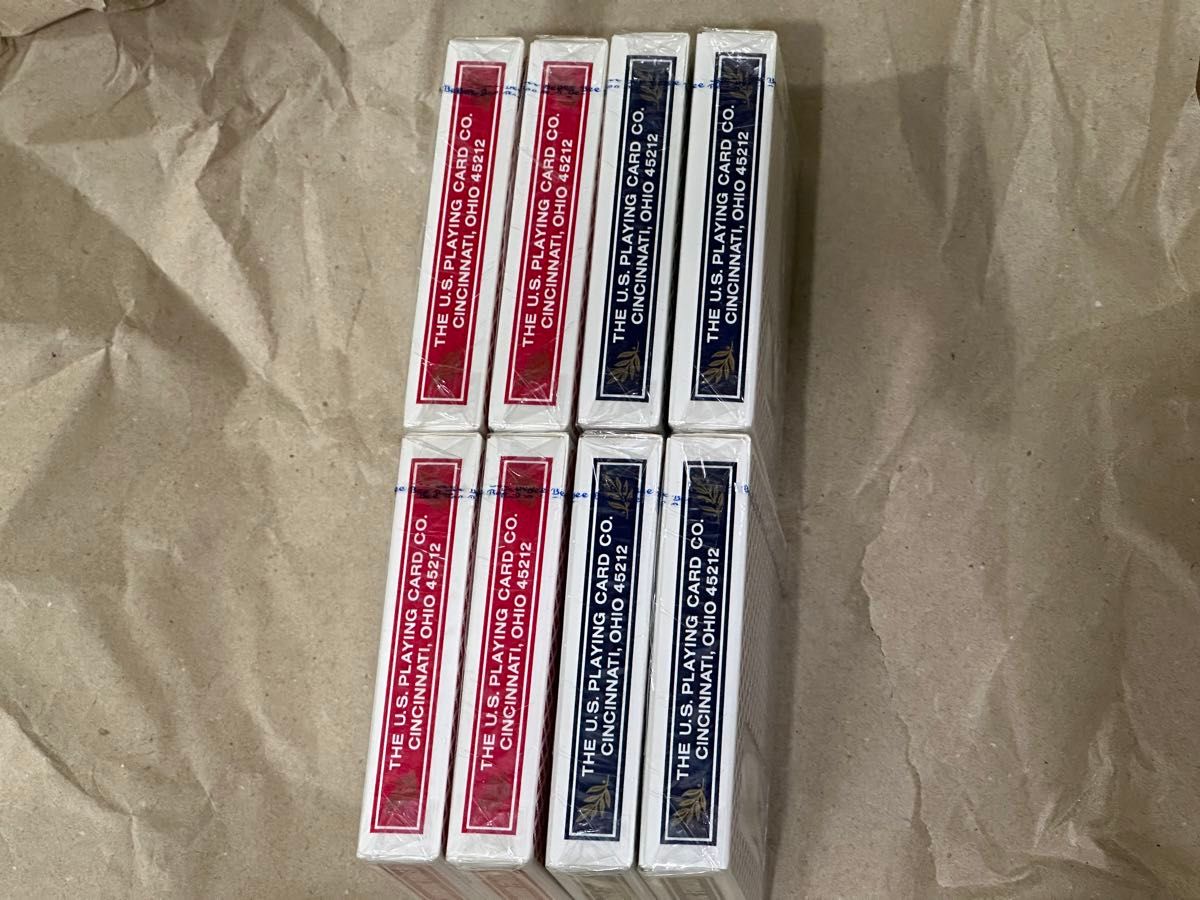 THE U.S. PLAYING CARD CO.
CINCINNATI, OHIO 45212
THE U.S. PLAYING CARD CO.
CINCINNATI, OHIO 45212
THE U.S. PLAYING CARD CO.
CINCINNATI, OHIO 45212
THE U.S. PLAYING CARD CO.
CINCINNATI, OHIO 45212
THE U.S. PLAYING CARD CO.
CINCINNATI, OHIO 45212
THE U.S. PLAYING CARD CO.
CINCINNATI, OHIO 45212
THE U.S. PLAYING CARD CO.
CINCINNATI, OHIO 45212
THE U.S. PLAYING CARD CO.
CINCINNATI, OHIO 45212